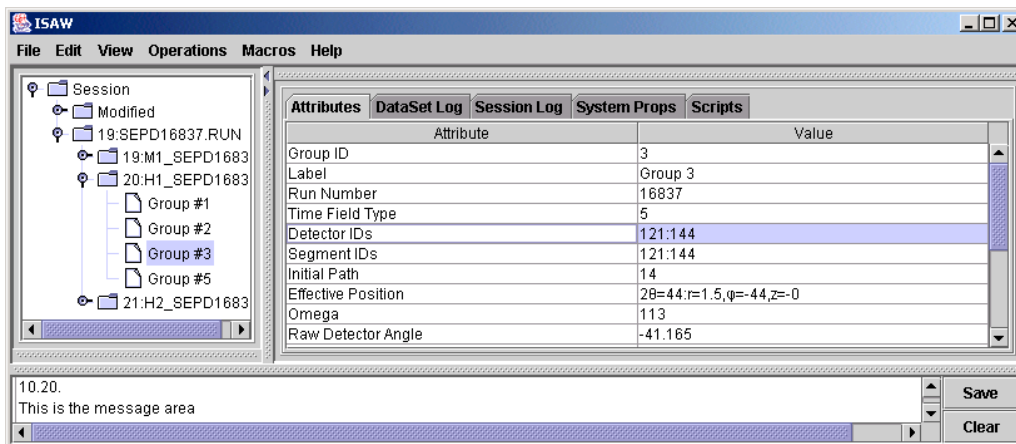 ISAW
File Edit View Operations Macros Help
Session
Modified
19:SEPD16837.RUN
19:M1_SEPD1683
20:H1_SEPD1683
Group #1
Group #2
Group #3
Group #5
21:H2_SEPD1683
Attributes DataSet Log Session Log System Props Scripts
Attribute Value
Group ID 3
Label Group 3
Run Number 16837
Time Field Type 5
Detector IDs 121:144
Segment IDs 121:144
Initial Path 14
Effective Position 2θ=44:r=1.5,φ=-44,z=-0
Omega 113
Raw Detector Angle -41.165
10.20.
This is the message area
Save
Clear